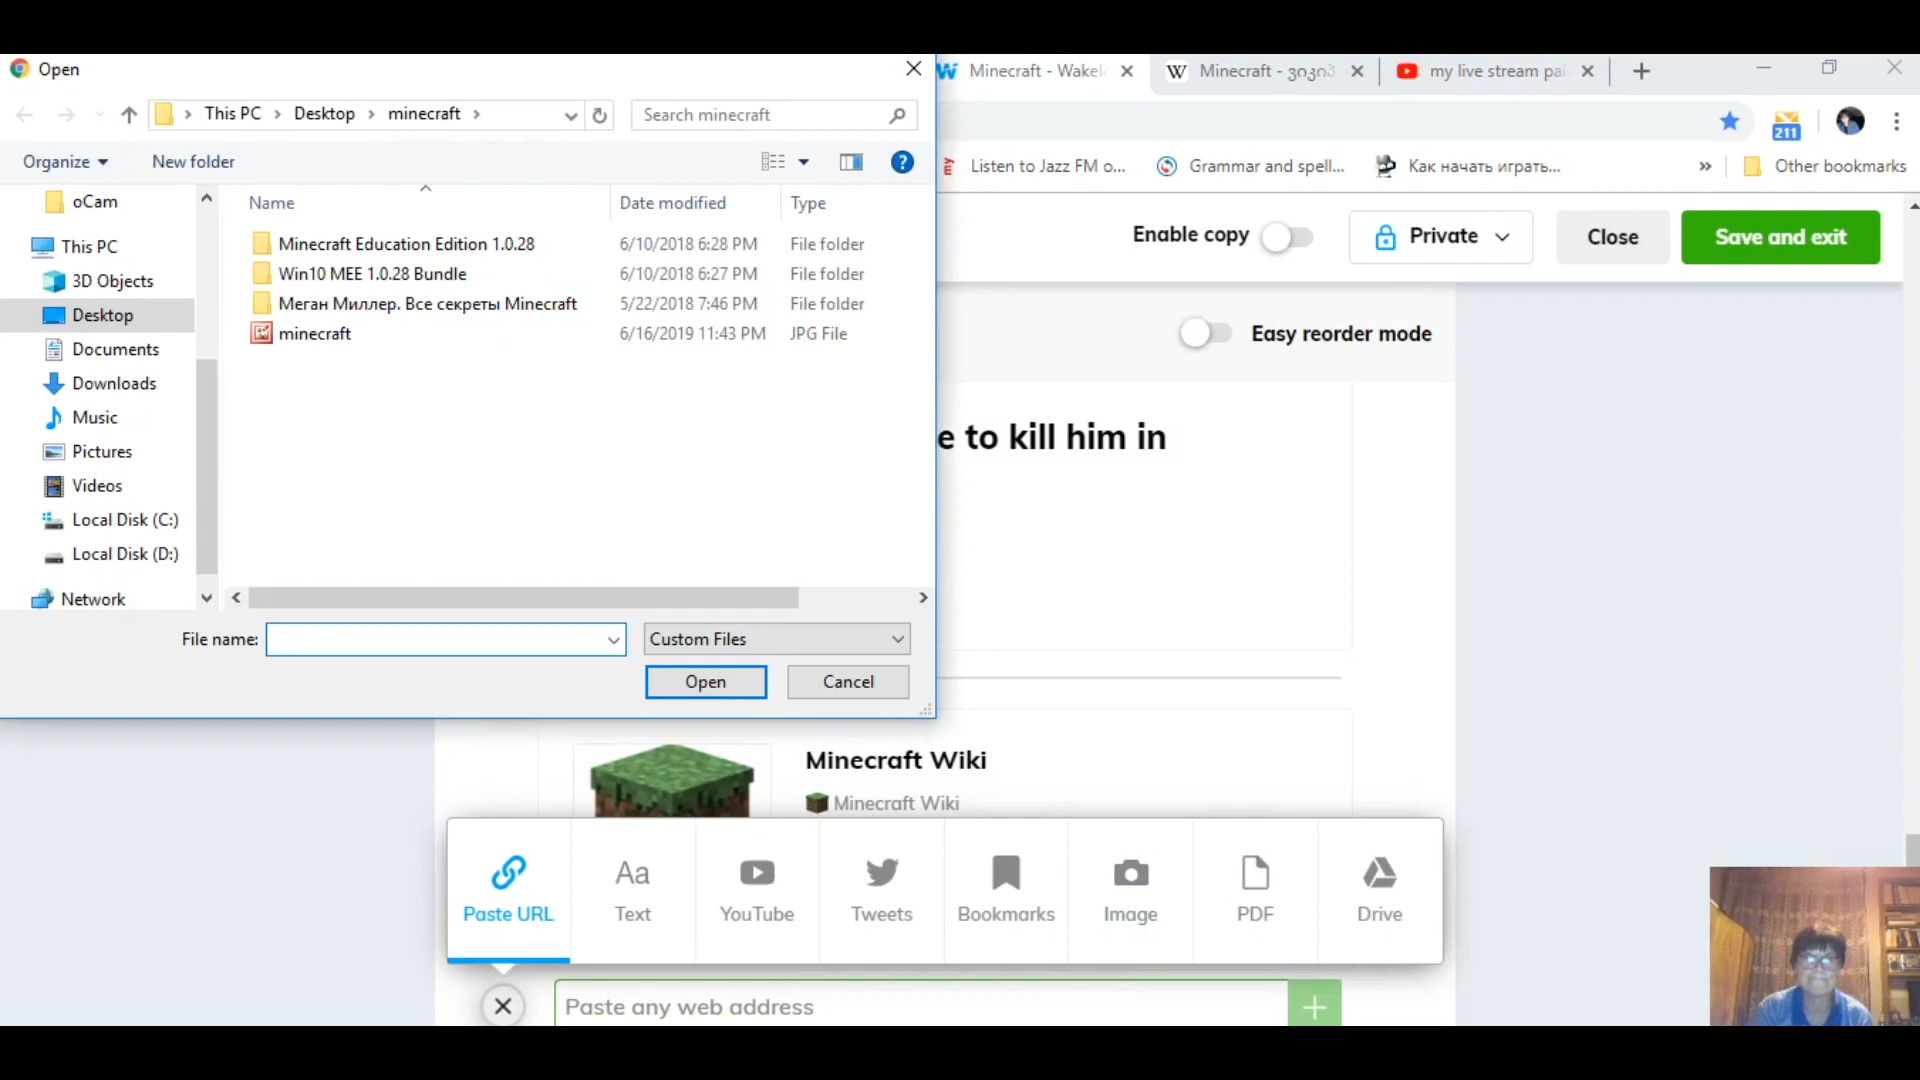 Open
Minecraft - Wakele
Minecraft - ვიკიპ
my live stream pai
This PC
Desktop
minecraft
Search minecraft
211
Organize
New folder
Listen to Jazz FM o...
Grammar and spell...
Как начать играть...
»
Other bookmarks
oCam
This PC
3D Objects
Desktop
Documents
Downloads
Music
Pictures
Videos
Local Disk (C:)
Local Disk (D:)
Network
Name
Date modified
Type
Minecraft Education Edition 1.0.28
6/10/2018 6:28 PM
File folder
Win10 MEE 1.0.28 Bundle
6/10/2018 6:27 PM
File folder
Меган Миллер. Все секреты Minecraft
5/22/2018 7:46 PM
File folder
minecraft
6/16/2019 11:43 PM
JPG File
File name:
Custom Files
Open
Cancel
Enable copy
Private
Close
Save and exit
Easy reorder mode
e to kill him in
Minecraft Wiki
Minecraft Wiki
Paste URL
Aa
Text
YouTube
Tweets
Bookmarks
Image
PDF
Drive
Paste any web address